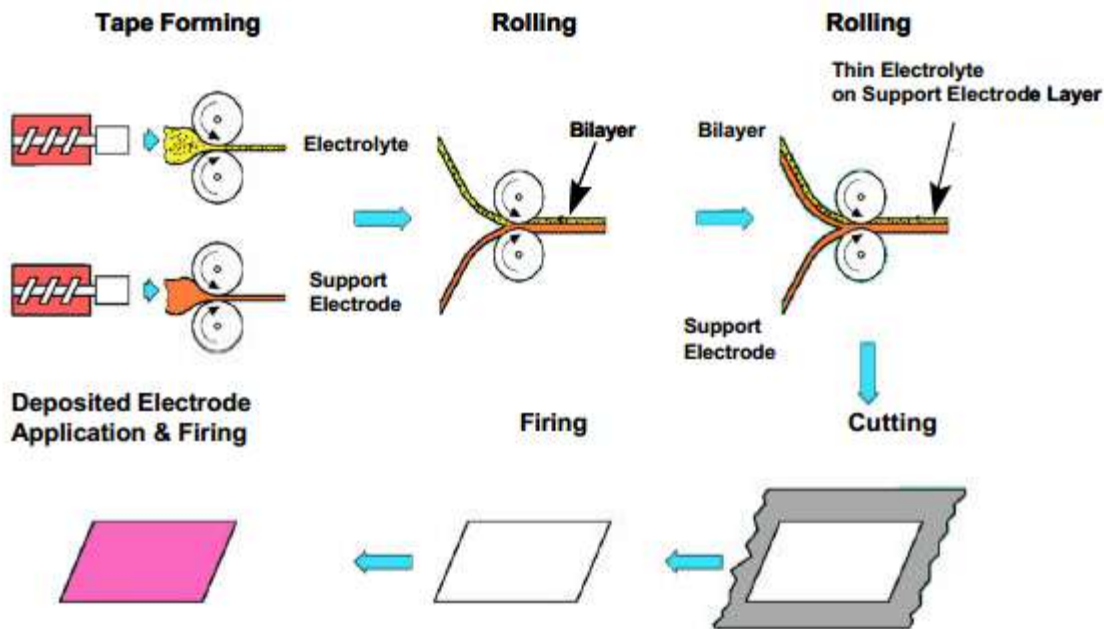 Tape Forming
Rolling
Rolling
Thin Electrolyte
on Support Electrode Layer
Electrolyte
Bilayer
Bilayer
Support
Electrode
Support
Electrode
Deposited Electrode
Application & Firing
Firing
Cutting